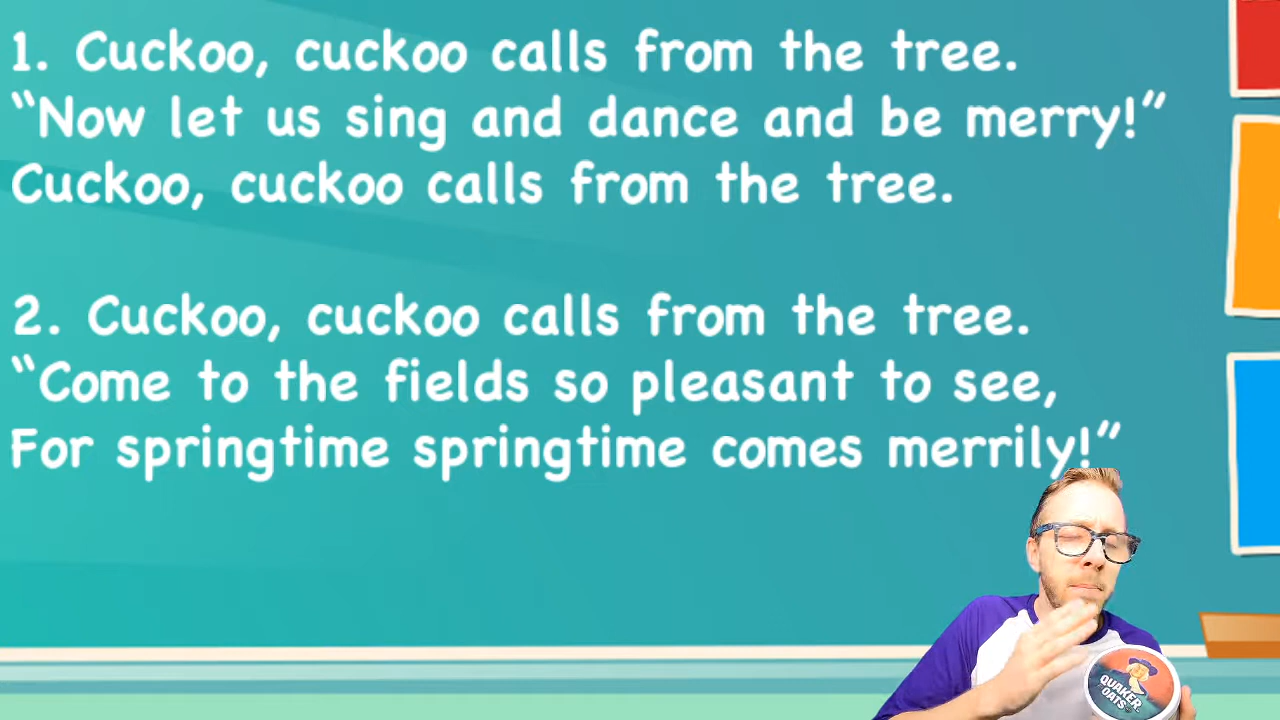 1. Cuckoo, cuckoo calls from the tree.
“Now let us sing and dance and be merry!”
Cuckoo, cuckoo calls from the tree.
2. Cuckoo, cuckoo calls from the tree.
“Come to the fields so pleasant to see,
For springtime springtime comes merrily!”
QUAKER
OATS